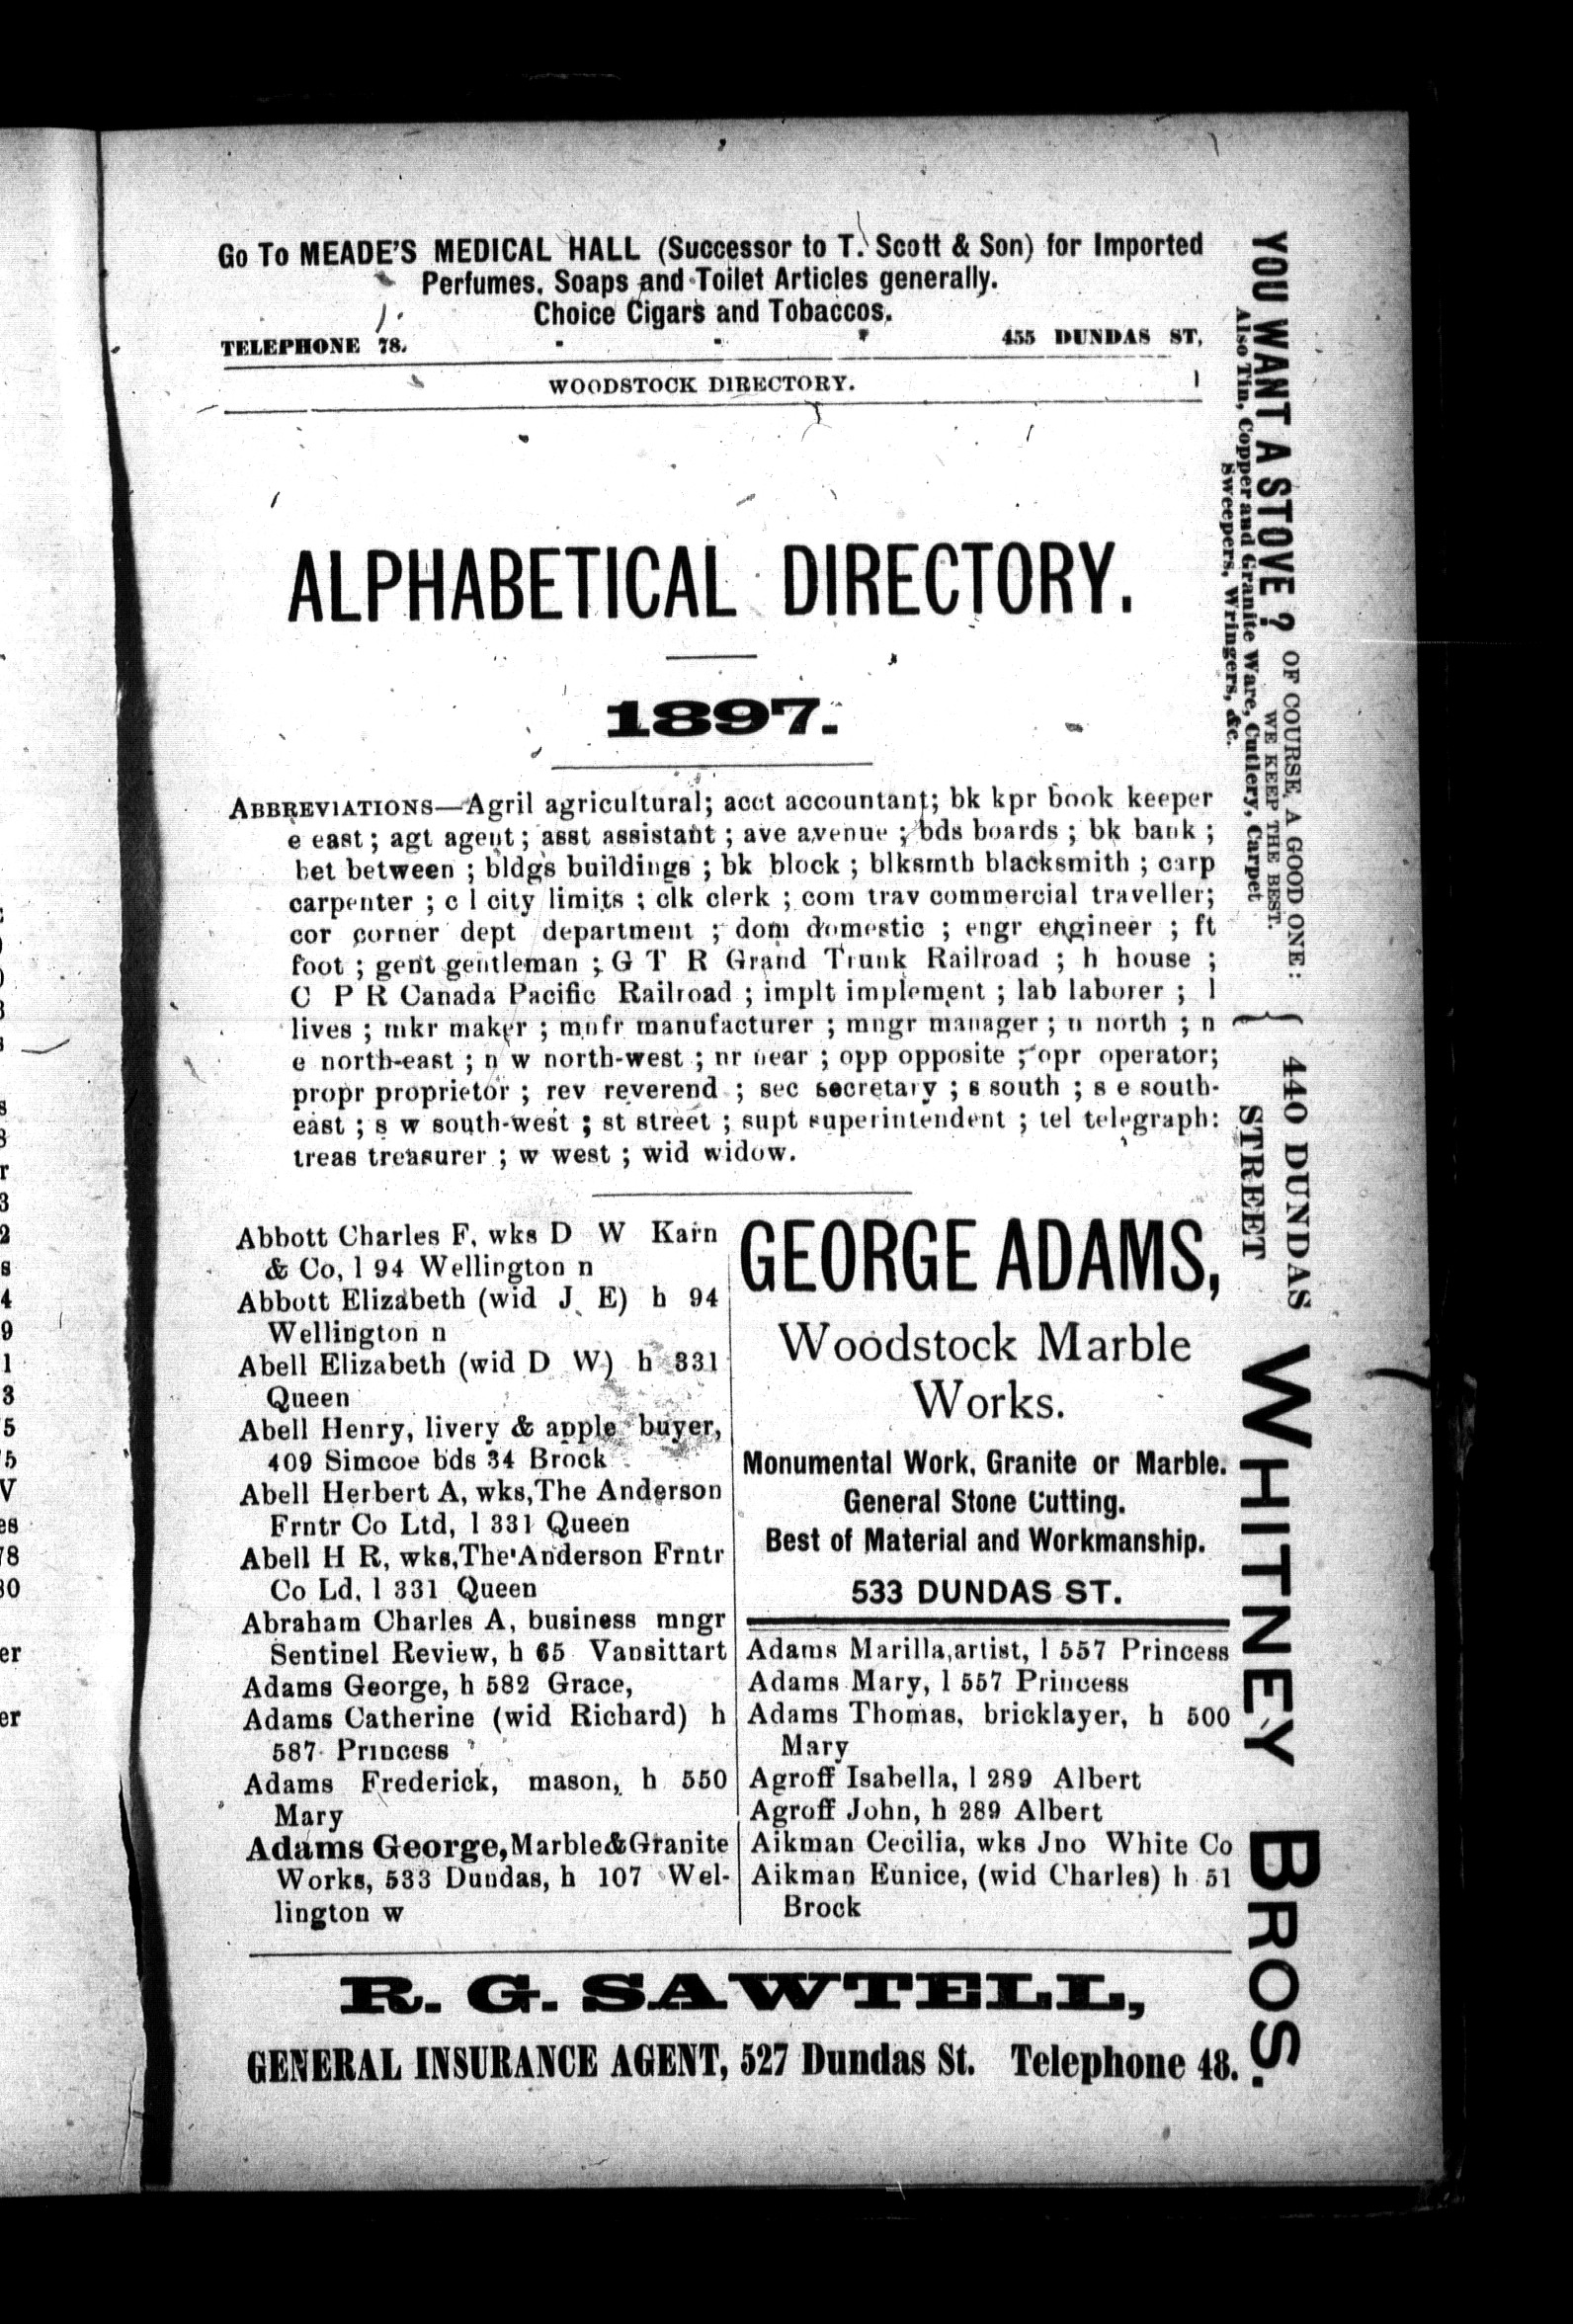 Go To MEADE'S MEDICAL HALL (Successor to T. Scott & Son) for Imported
Perfumes, Soaps and Toilet Articles generally.
Choice Cigars and Tobaccos.
TELEPHONE 78. 455 DUNDAS ST,
WOODSTOCK DIRECTORY. 1
ALPHABETICAL DIRECTORY.
1897.
ABBREVIATIONS—Agril agricultural; acct accountant; bk kpr book keeper
e east ; agt agent ; asst assistant ; ave avenue ; bds boards ; bk bank ;
bet between ; bldgs buildings ; bk block ; blksmth blacksmith ; carp
carpenter ; c l city limits ; clk clerk ; com trav commercial traveller;
cor corner dept department ; dom domestic ; engr engineer ; ft
foot ; gent gentleman ; G T R Grand Trunk Railroad ; h house ;
C P R Canada Pacific Railroad ; implt implement ; lab laborer ; l
lives ; mkr maker ; mnfr manufacturer ; mngr manager ; n north ; n
e north-east ; n w north-west ; nr near ; opp opposite ; opr operator;
propr proprietor ; rev reverend ; sec secretary ; s south ; s e south-
east ; s w south-west ; st street ; supt superintendent ; tel telegraph:
treas treasurer ; w west ; wid widow.
Abbott Charles F, wks D W Karn
& Co, l 94 Wellington n
Abbott Elizabeth (wid J E) h 94
Wellington n
Abell Elizabeth (wid D W) h 331
Queen
Abell Henry, livery & apple buyer,
409 Simcoe bds 34 Brock
Abell Herbert A, wks, The Anderson
Frntr Co Ltd, l 331 Queen
Abell H R, wks, The Anderson Frntr
Co Ld, l 331 Queen
Abraham Charles A, business mngr
Sentinel Review, h 65 Vansittart
Adams George, h 582 Grace,
Adams Catherine (wid Richard) h
587 Princess
Adams Frederick, mason, h 550
Mary
Adams George, Marble & Granite
Works, 533 Dundas, h 107 Wel-
lington w
GEORGE ADAMS,
Woodstock Marble
Works.
Monumental Work, Granite or Marble.
General Stone Cutting.
Best of Material and Workmanship.
533 DUNDAS ST.
Adams Marilla, artist, l 557 Princess
Adams Mary, l 557 Princess
Adams Thomas, bricklayer, h 500
Mary
Agroff Isabella, l 289 Albert
Agroff John, h 289 Albert
Aikman Cecilia, wks Jno White Co
Aikman Eunice, (wid Charles) h 51
Brock
R. G. SAWTELL,
GENERAL INSURANCE AGENT, 527 Dundas St. Telephone 48.
YOU WANT A STOVE ? OF COURSE, A GOOD ONE:
WE KEEP THE BEST.
Also Tin, Copper and Granite Ware, Cutlery, Carpet
Sweepers, Wringers, &c.
440 DUNDAS
STREET
WHITNEY BROS.